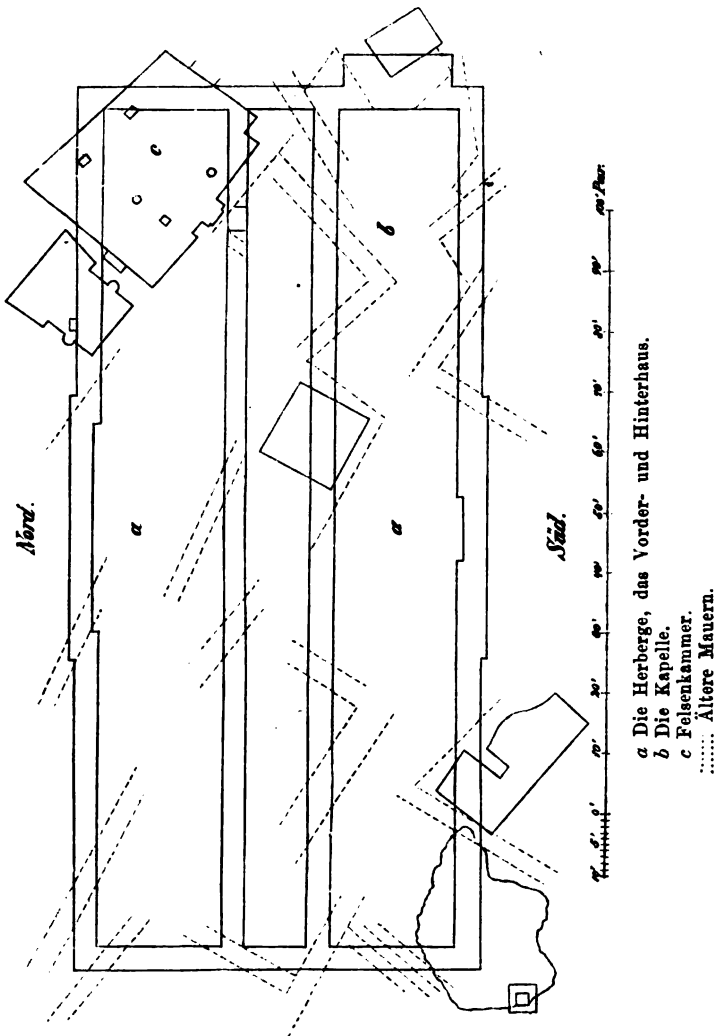 Nord.
c
b
a
a
Süd.
10' 5' 0' 10' 20' 30' 40' 50' 60' 70' 80' 90' 100' Par.
a Die Herberge, das Vorder- und Hinterhaus.
b Die Kapelle.
c Felsenkammer.
Ältere Mauern.